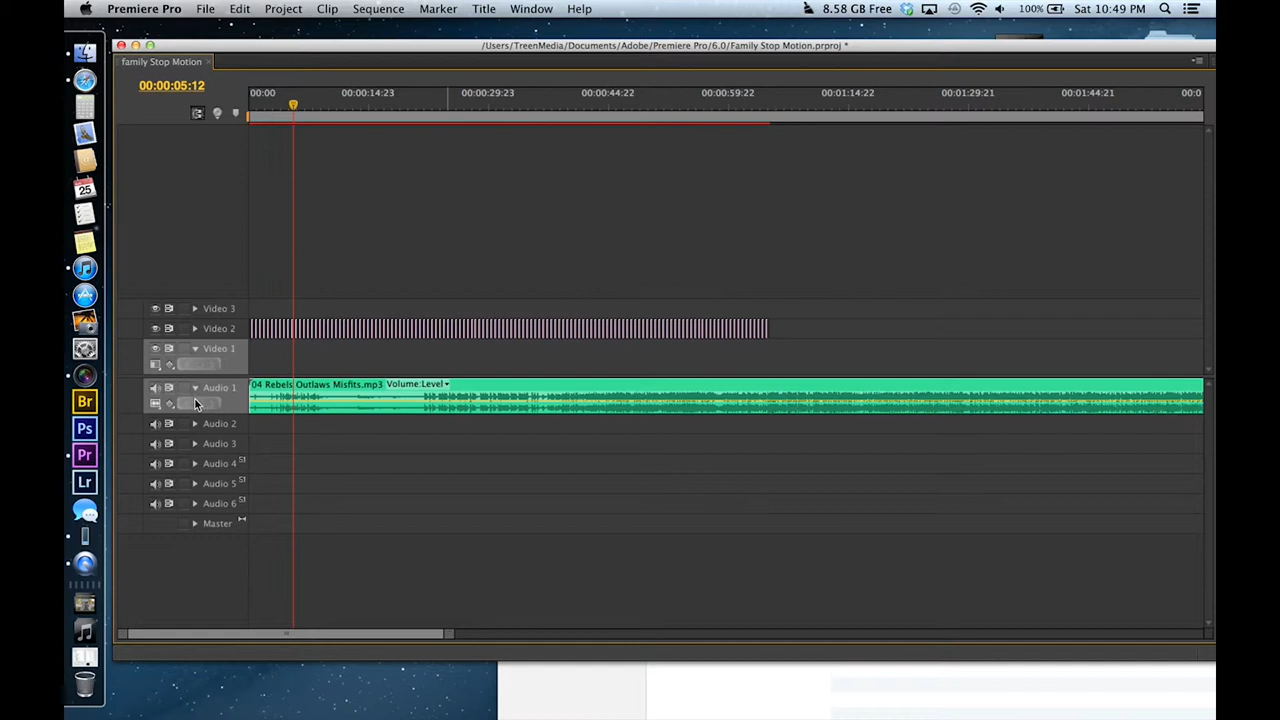 Premiere Pro File Edit Project Clip Sequence Marker Title Window Help 8.58 GB Free 100% Sat 10:49 PM
/Users/TreenMedia/Documents/Adobe/Premiere Pro/6.0/Family Stop Motion.prproj *
family Stop Motion ×
00:00:05:12
00:00 00:00:14:23 00:00:29:23 00:00:44:22 00:00:59:22 00:01:14:22 00:01:29:21 00:01:44:21 00:0
25
Video 3
Video 2
Video 1
Audio 1 04 Rebels Outlaws Misfits.mp3 Volume:Level
Audio 2
Audio 3
Audio 4
Audio 5
Audio 6
Master
Br
Ps
Pr
Lr